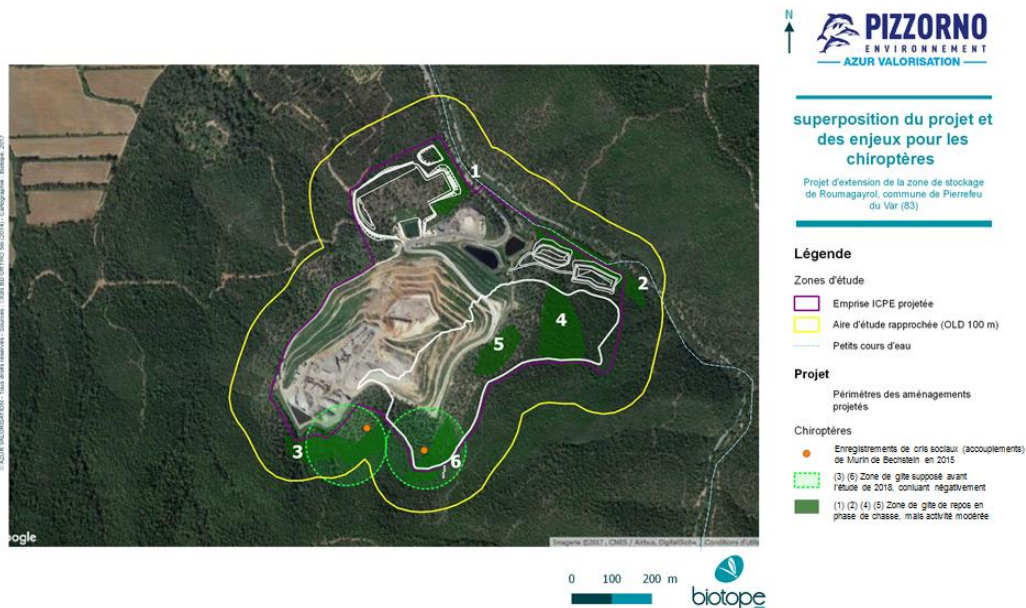 N
PIZZORNO
ENVIRONNEMENT
AZUR VALORISATION
superposition du projet et
des enjeux pour les
chiroptères
Projet d'extension de la zone de stockage
de Roumagayrol, commune de Pierrefeu
du Var (83)
Légende
Zones d'étude
Emprise ICPE projetée
Aire d'étude rapprochée (OLD 100 m)
Petits cours d'eau
Projet
Périmètres des aménagements
projetés
Chiroptères
Enregistrements de cris sociaux (accouplements)
de Murin de Bechstein en 2015
(3) (6) Zone de gîte supposé avant
l'étude de 2018, concluant négativement
(1) (2) (4) (5) Zone de gîte de repos en
phase de chasse, mais activité modérée
1
2
4
5
3
6
ogle
Imagerie ©2017, CNES / Airbus, DigitalGlobe
Conditions d'utili
0 100 200 m
biotope